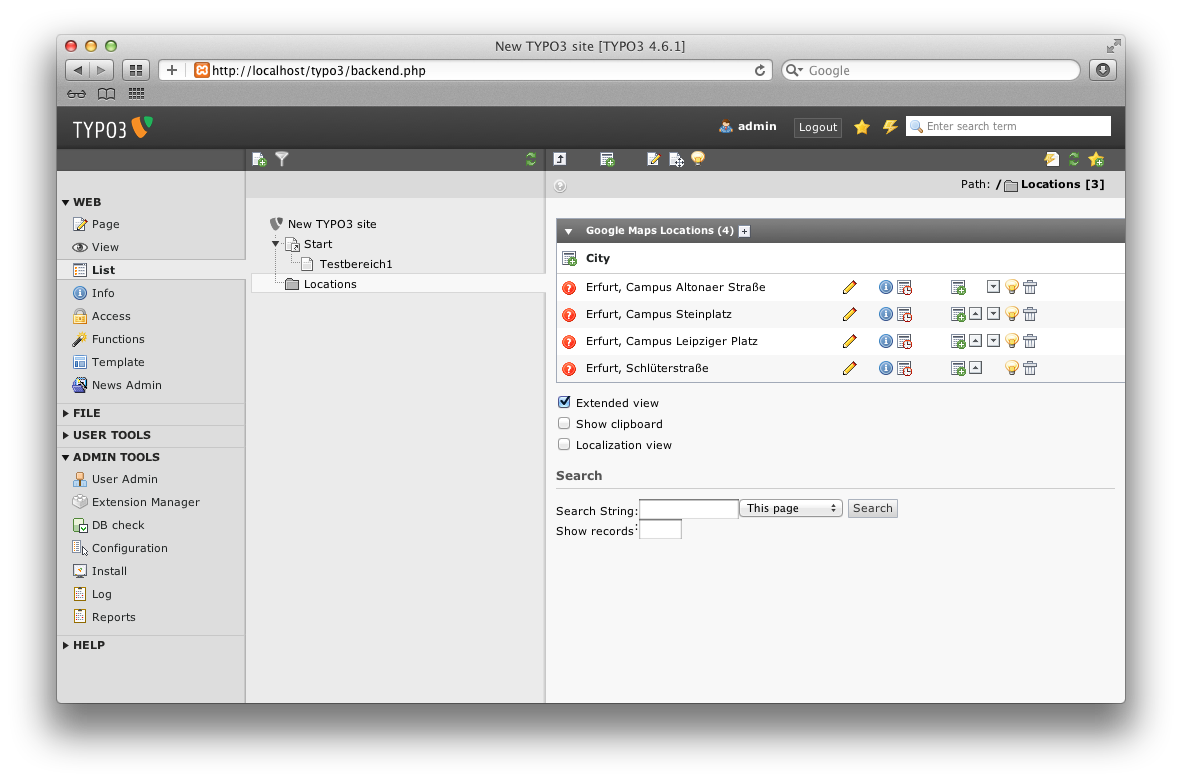 New TYPO3 site [TYPO3 4.6.1]
http://localhost/typo3/backend.php
Google
TYPO3
admin
Logout
Enter search term
Path: / Locations [3]
WEB
Page
View
List
Info
Access
Functions
Template
News Admin
FILE
USER TOOLS
ADMIN TOOLS
User Admin
Extension Manager
DB check
Configuration
Install
Log
Reports
HELP
New TYPO3 site
Start
Testbereich1
Locations
Google Maps Locations (4)
City
Erfurt, Campus Altonaer Straße
Erfurt, Campus Steinplatz
Erfurt, Campus Leipziger Platz
Erfurt, Schlüterstraße
Extended view
Show clipboard
Localization view
Search
Search String: This page Search
Show records: